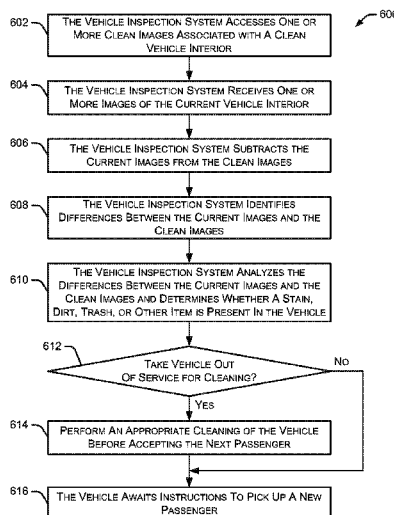 600
602
THE VEHICLE INSPECTION SYSTEM ACCESSES ONE OR
MORE CLEAN IMAGES ASSOCIATED WITH A CLEAN
VEHICLE INTERIOR
604
THE VEHICLE INSPECTION SYSTEM RECEIVES ONE OR
MORE IMAGES OF THE CURRENT VEHICLE INTERIOR
606
THE VEHICLE INSPECTION SYSTEM SUBTRACTS THE
CURRENT IMAGES FROM THE CLEAN IMAGES
608
THE VEHICLE INSPECTION SYSTEM IDENTIFIES
DIFFERENCES BETWEEN THE CURRENT IMAGES AND THE
CLEAN IMAGES
610
THE VEHICLE INSPECTION SYSTEM ANALYZES THE
DIFFERENCES BETWEEN THE CURRENT IMAGES AND
THE CLEAN IMAGES AND DETERMINES WHETHER A STAIN,
DIRT, TRASH, OR OTHER ITEM IS PRESENT IN THE VEHICLE
612
TAKE VEHICLE OUT
OF SERVICE FOR CLEANING?
NO
YES
614
PERFORM AN APPROPRIATE CLEANING OF THE VEHICLE
BEFORE ACCEPTING THE NEXT PASSENGER
616
THE VEHICLE AWAITS INSTRUCTIONS TO PICK UP A NEW
PASSENGER